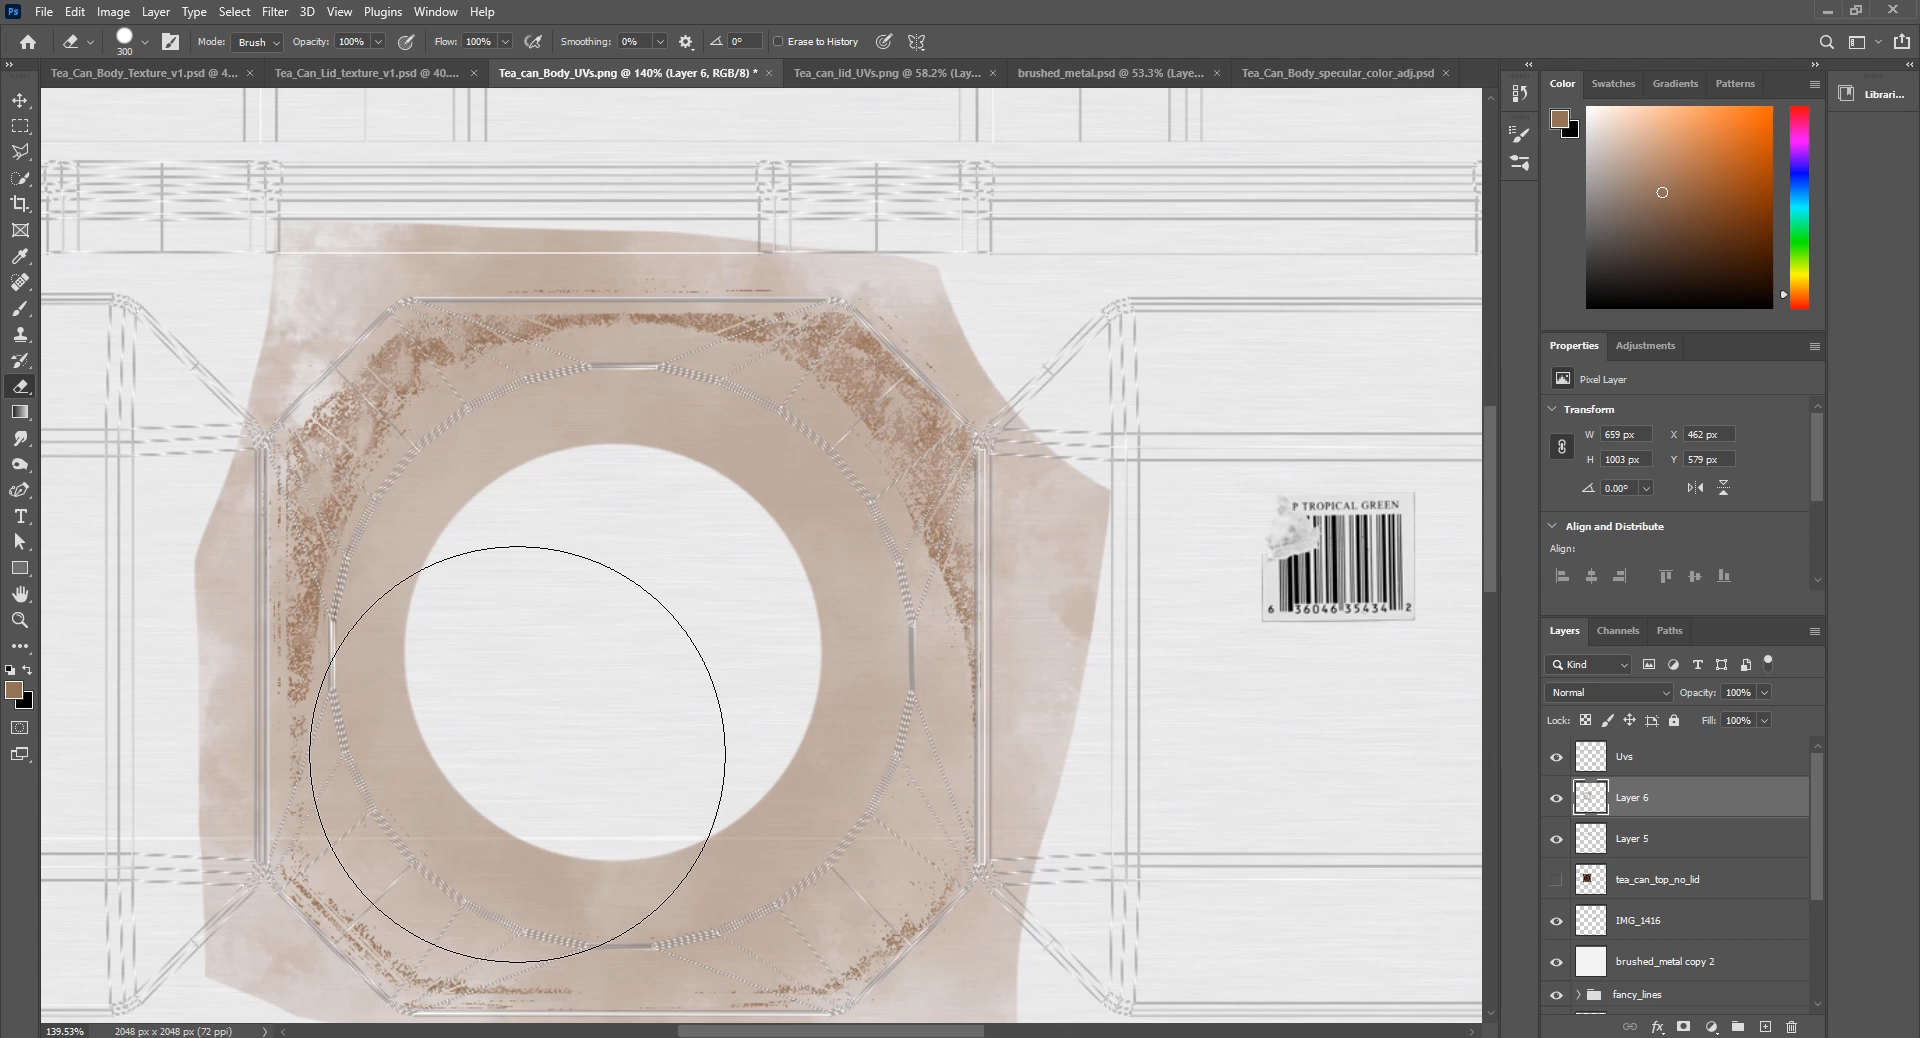 Ps File Edit Image Layer Type Select Filter 3D View Plugins Window Help
300 Mode: Brush Opacity: 100% Flow: 100% Smoothing: 0% 0° Erase to History
Tea_Can_Body_Texture_v1.psd @ 4... × Tea_Can_Lid_texture_v1.psd @ 40.... × Tea_can_Body_UVs.png @ 140% (Layer 6, RGB/8) * × Tea_can_lid_UVs.png @ 58.2% (Lay... × brushed_metal.psd @ 53.3% (Laye... × Tea_Can_Body_specular_color_adj.psd ×
Color Swatches Gradients Patterns
Librari...
Properties Adjustments
Pixel Layer
Transform
W 659 px X 462 px
H 1003 px Y 579 px
0.00°
Align and Distribute
Align:
P TROPICAL GREEN
6 36046 35434 2
Layers Channels Paths
Kind
Normal Opacity: 100%
Lock: Fill: 100%
Uvs
Layer 6
Layer 5
tea_can_top_no_lid
IMG_1416
brushed_metal copy 2
fancy_lines
fx
139.53% 2048 px x 2048 px (72 ppi)